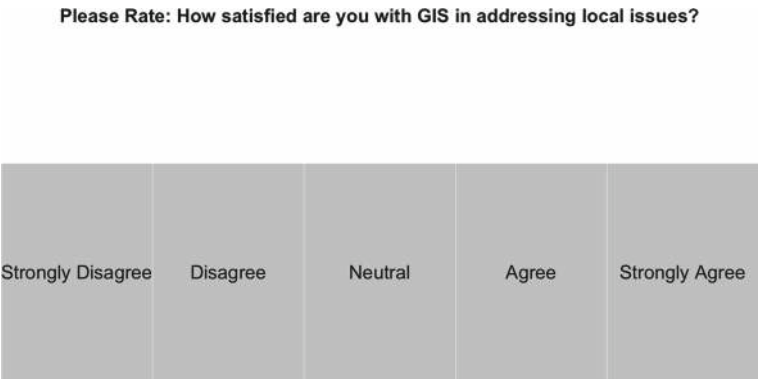 Please Rate: How satisfied are you with GIS in addressing local issues?
Strongly Disagree
Disagree
Neutral
Agree
Strongly Agree